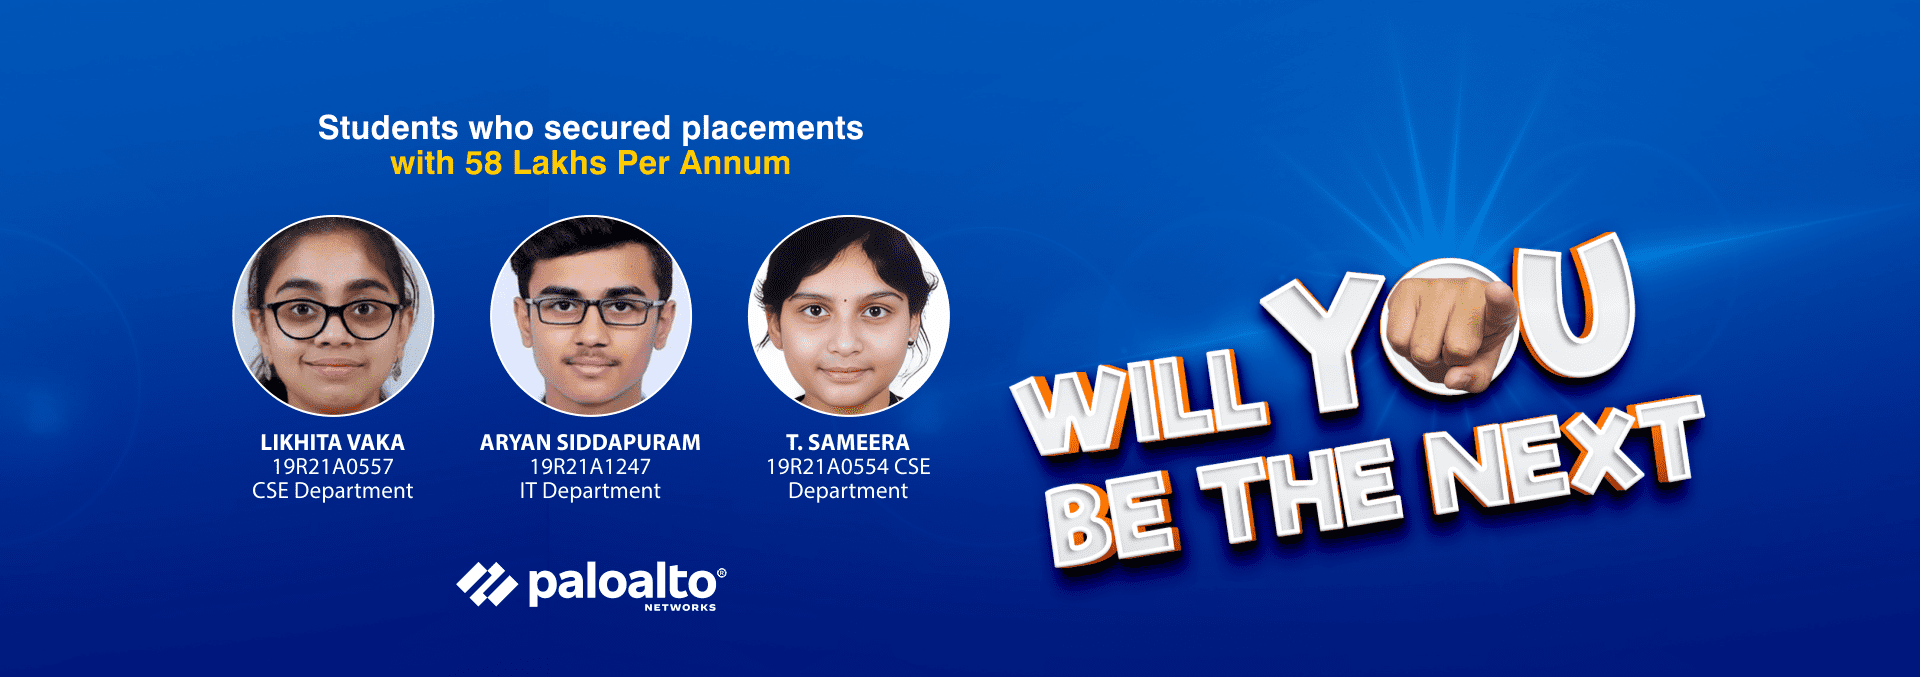 Students who secured placements
with 58 Lakhs Per Annum
LIKHITA VAKA
19R21A0557
CSE Department
ARYAN SIDDAPURAM
19R21A1247
IT Department
T. SAMEERA
19R21A0554 CSE
Department
paloalto®
NETWORKS
WILL YOU
BE THE NEXT